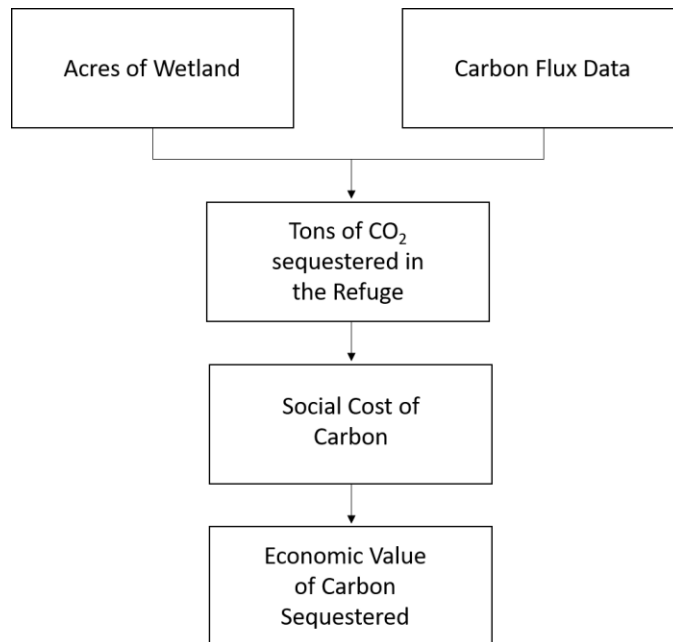 Acres of Wetland
Carbon Flux Data
Tons of CO₂
sequestered in
the Refuge
Social Cost of
Carbon
Economic Value
of Carbon
Sequestered